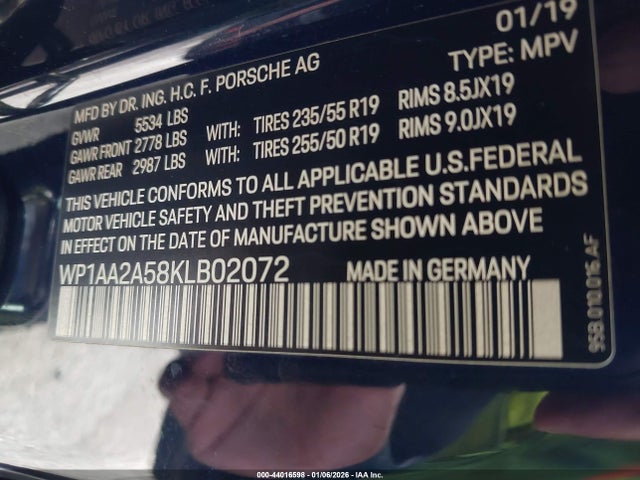 01/19
MFD BY DR. ING. H.C. F. PORSCHE AG TYPE: MPV
GVWR 5534 LBS
GAWR FRONT 2778 LBS WITH: TIRES 235/55 R19 RIMS 8.5JX19
GAWR REAR 2987 LBS WITH: TIRES 255/50 R19 RIMS 9.0JX19
THIS VEHICLE CONFORMS TO ALL APPLICABLE U.S.FEDERAL
MOTOR VEHICLE SAFETY AND THEFT PREVENTION STANDARDS
IN EFFECT ON THE DATE OF MANUFACTURE SHOWN ABOVE
WP1AA2A58KLB02072 MADE IN GERMANY
95B.010.016.AF
000-44016598 - 01/06/2026 - IAA Inc.